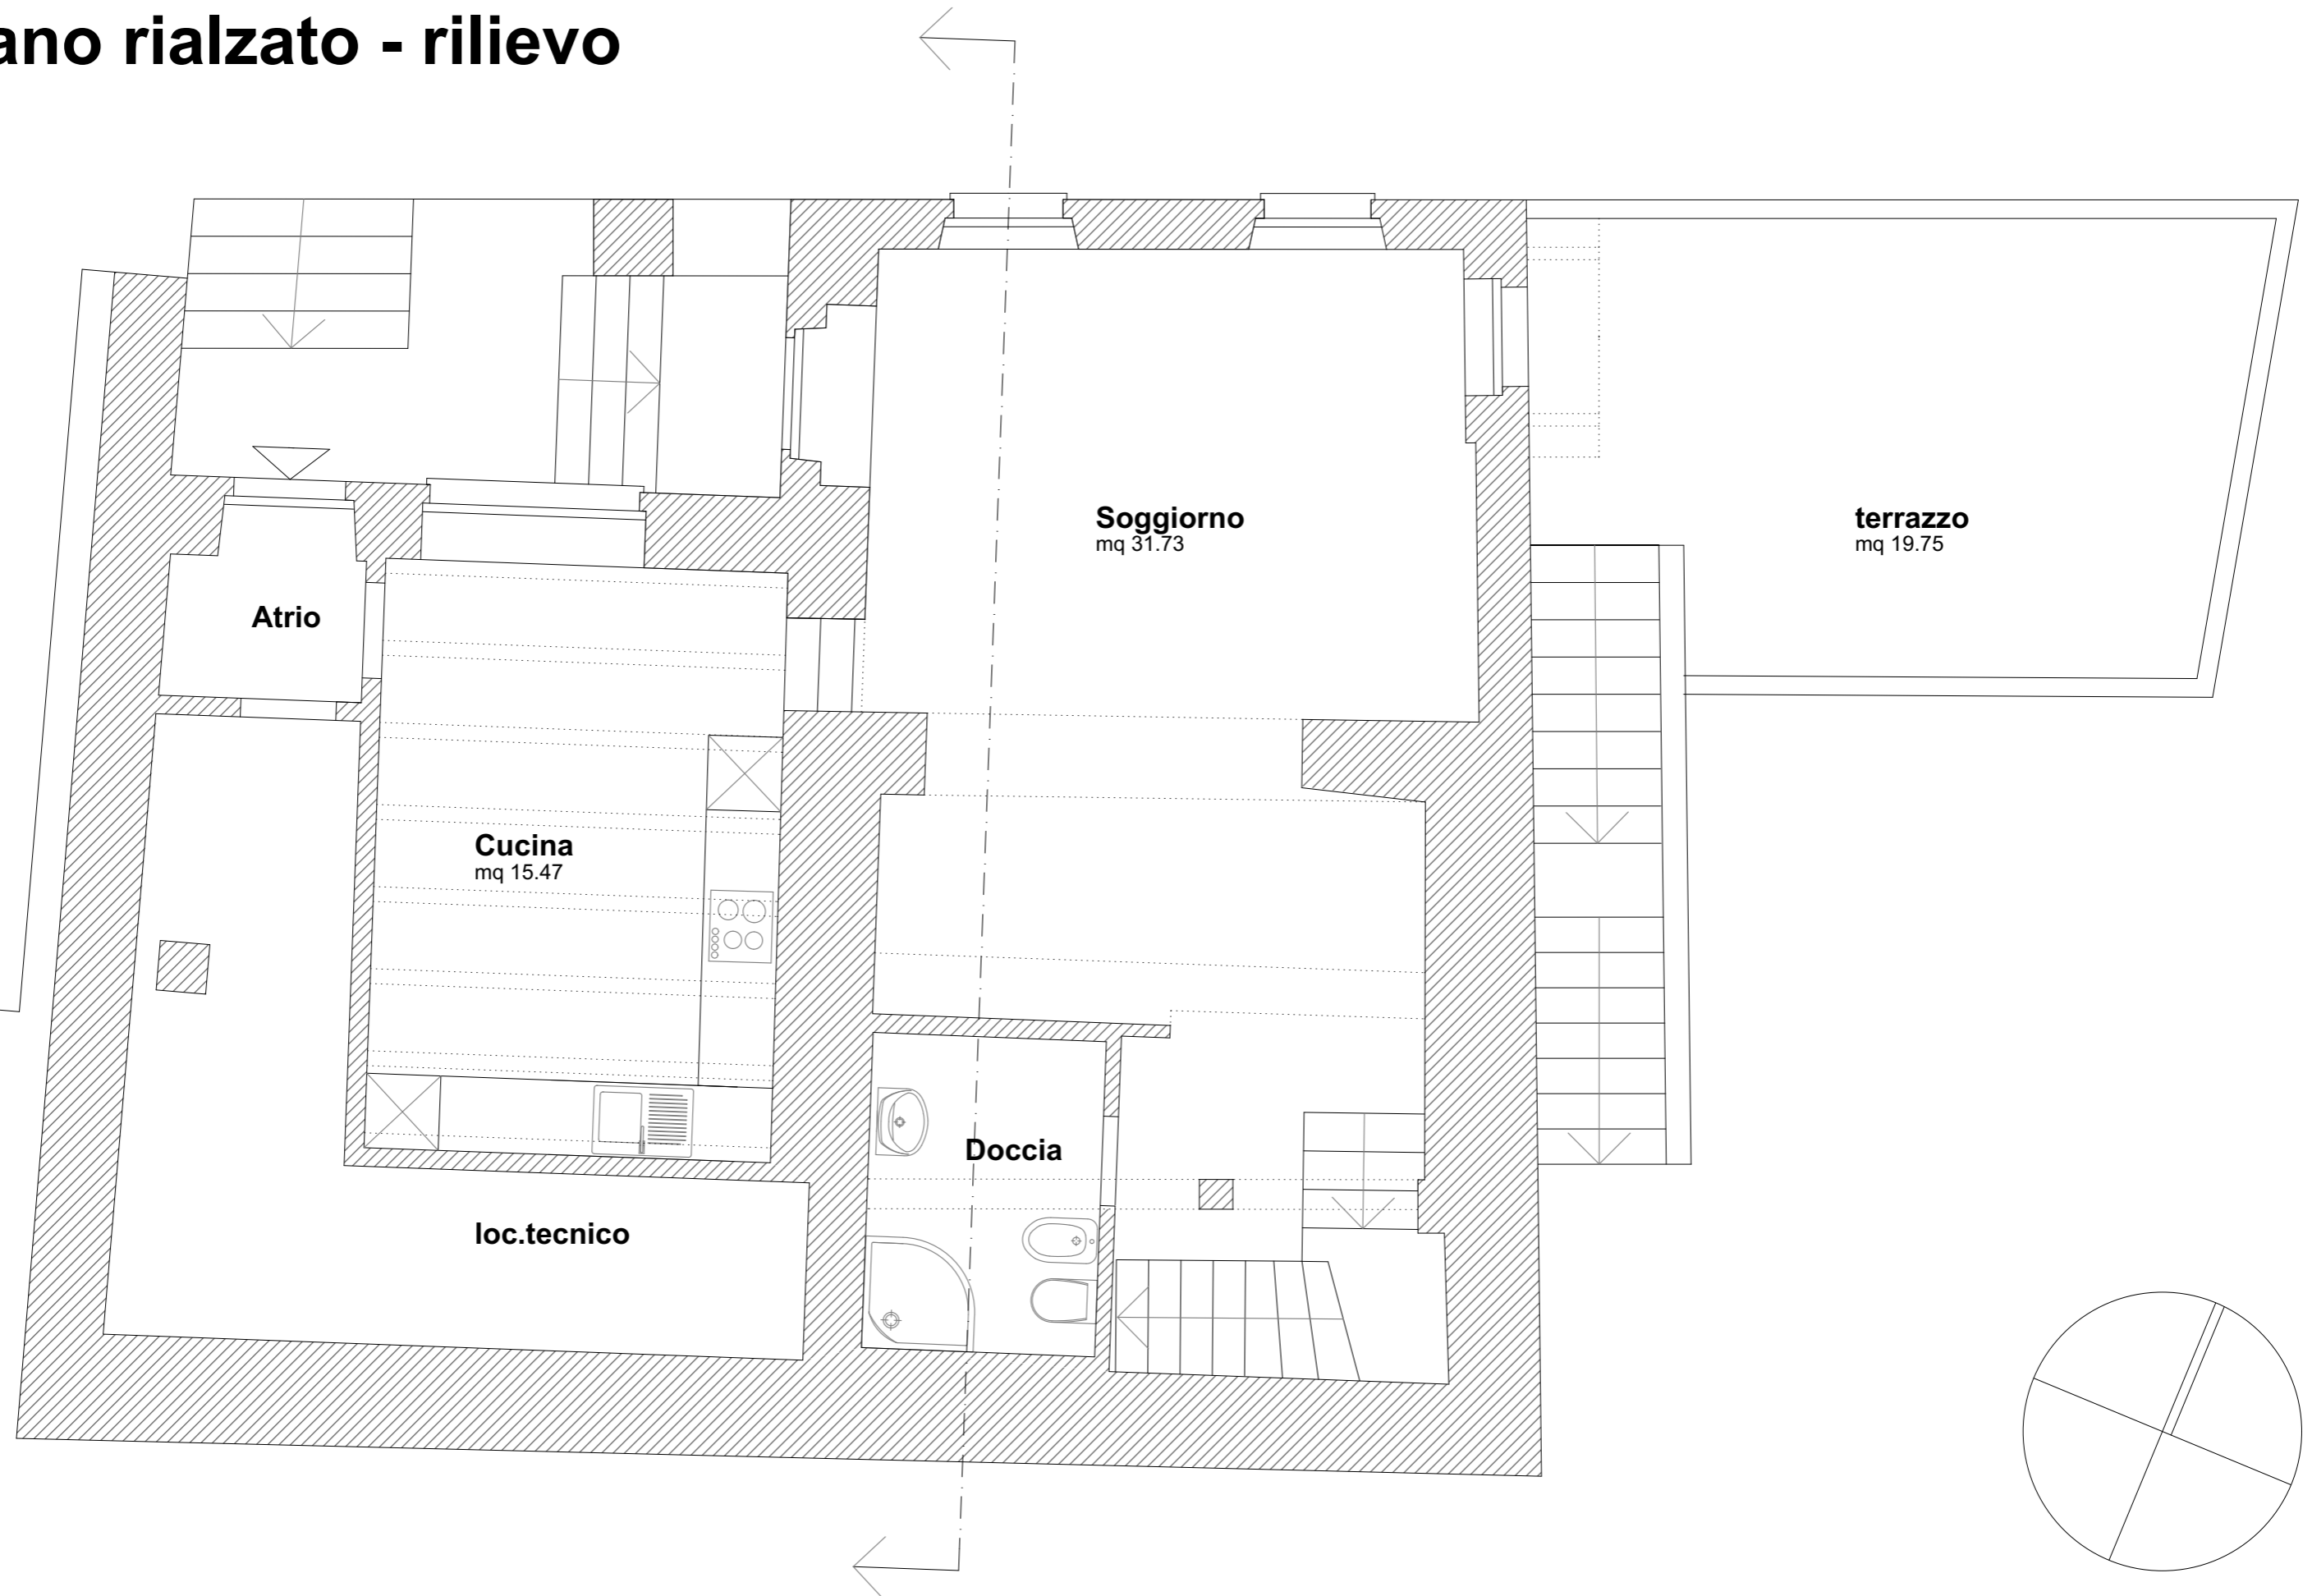 ano rialzato - rilievo
Soggiorno
mq 31.73
terrazzo
mq 19.75
Atrio
Cucina
mq 15.47
Doccia
loc.tecnico